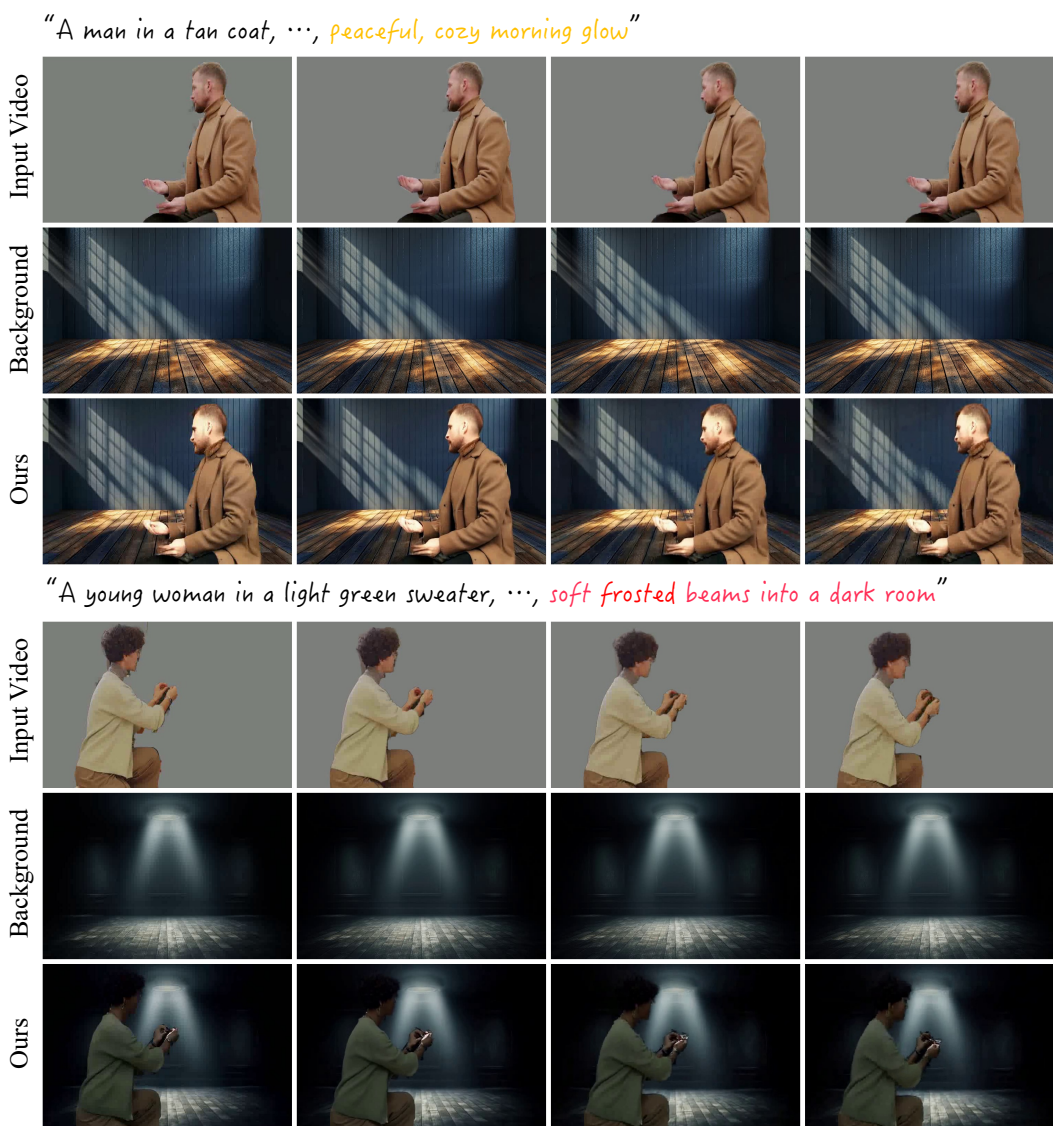 “A man in a tan coat, ···, peaceful, cozy morning glow”
Input Video
Background
Ours
“A young woman in a light green sweater, ···, soft frosted beams into a dark room”
Input Video
Background
Ours